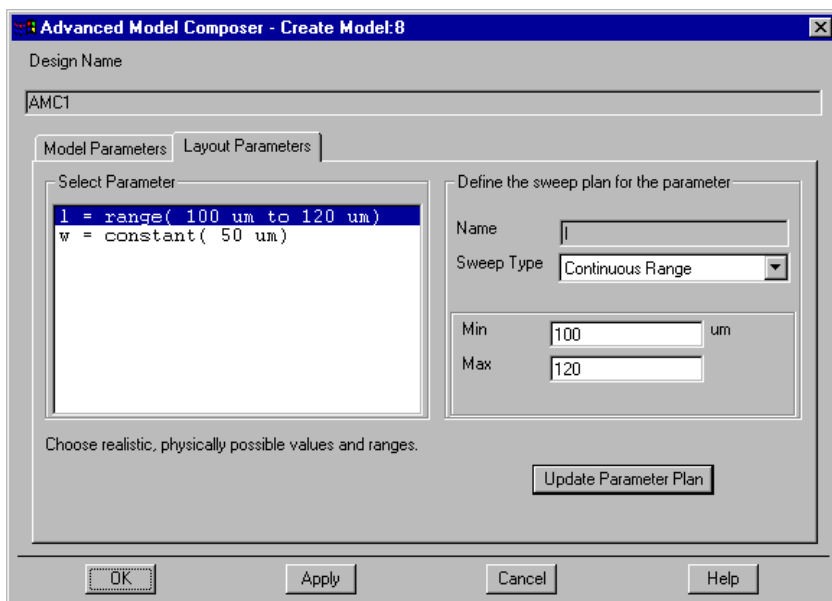 Advanced Model Composer - Create Model:8
Design Name
AMC1
Model Parameters
Layout Parameters
Select Parameter
l = range( 100 um to 120 um)
w = constant( 50 um)
Define the sweep plan for the parameter
Name
l
Sweep Type
Continuous Range
Min
100
um
Max
120
Choose realistic, physically possible values and ranges.
Update Parameter Plan
OK
Apply
Cancel
Help